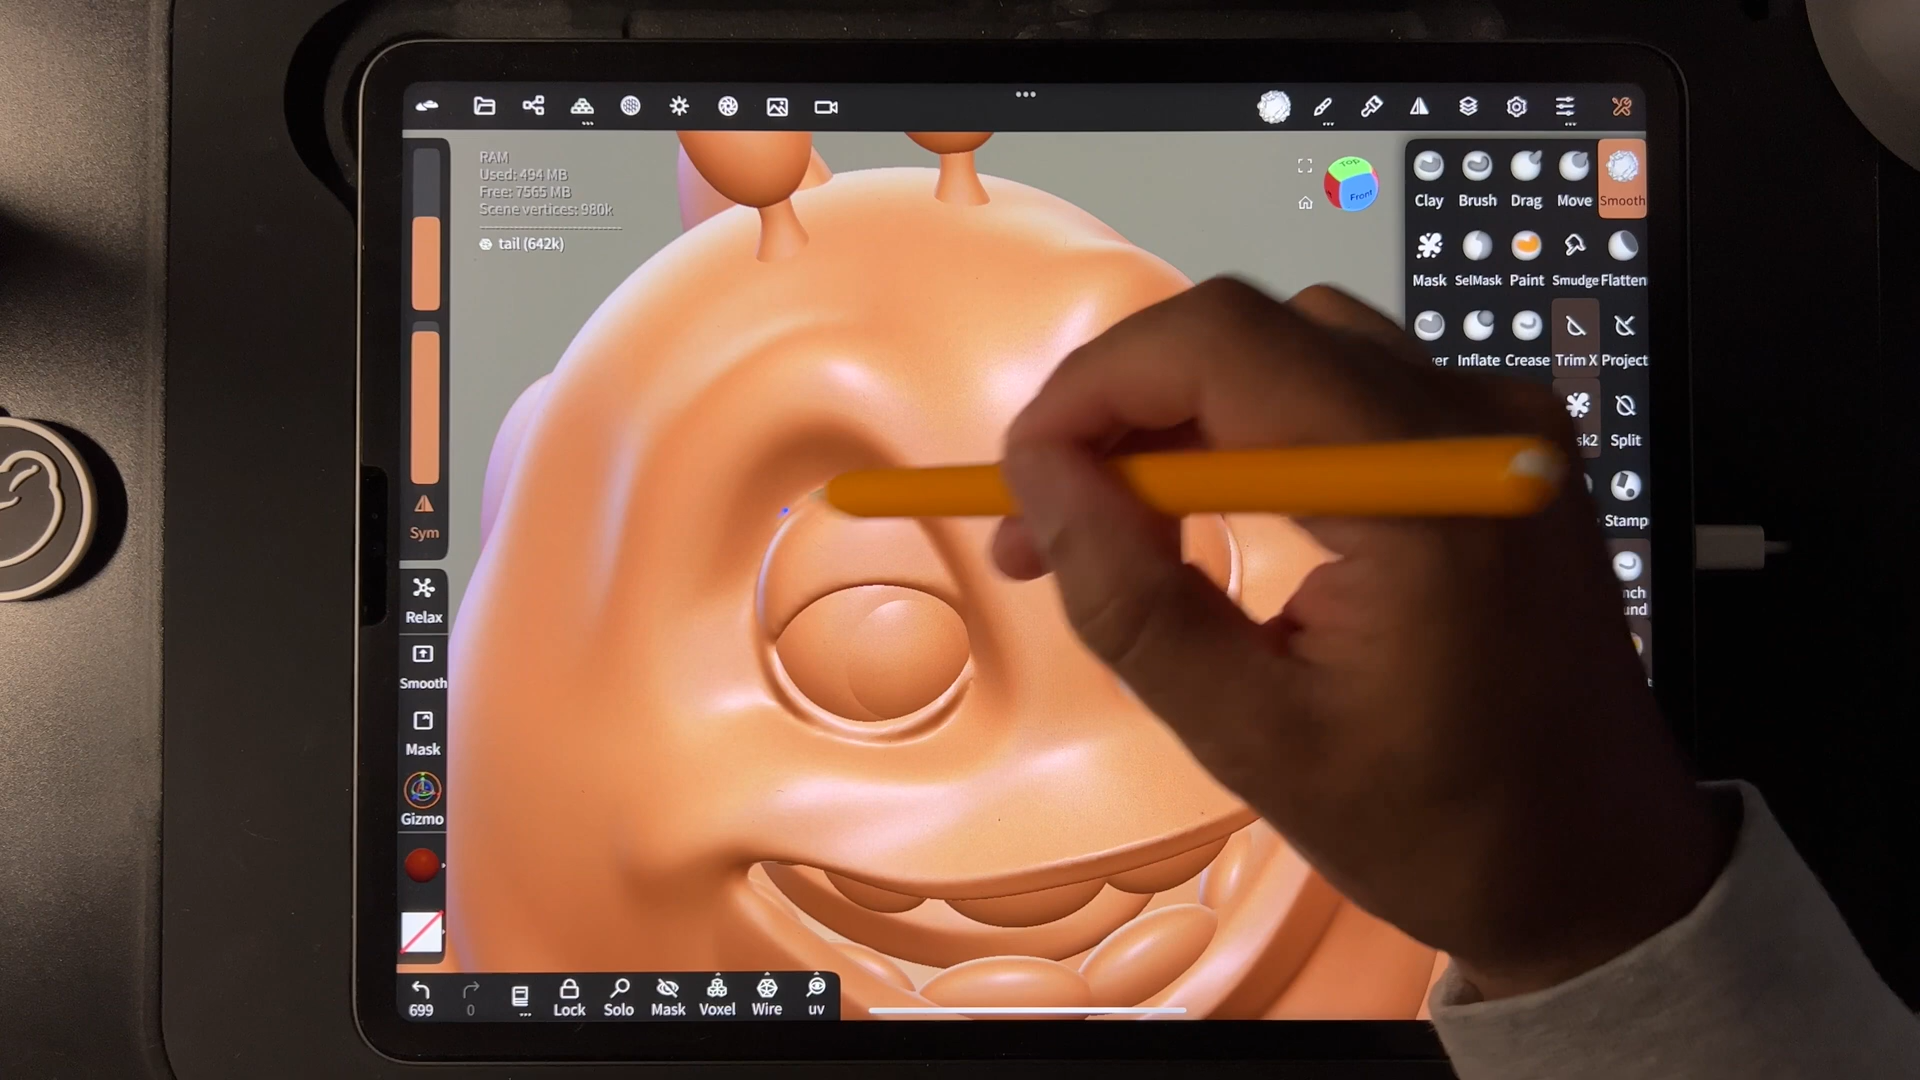 RAM
Used: 494 MB
Free: 7565 MB
Scene vertices: 980k
tail (642k)
Top
Front
Clay Brush Drag Move Smooth
Mask SelMask Paint Smudge Flatten
Inflate Crease Trim X Project
Split
Stamp
Sym
Relax
Smooth
Mask
Gizmo
699 0 Lock Solo Mask Voxel Wire uv